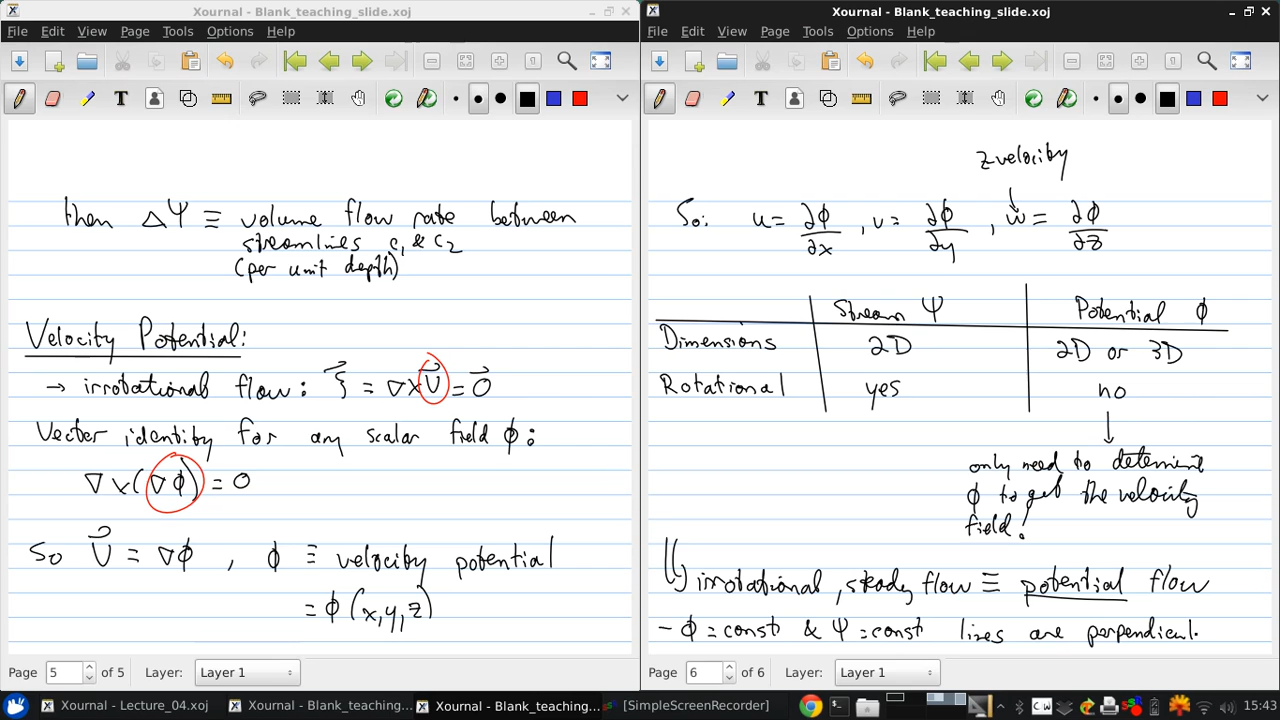 Xournal - Blank_teaching_slide.xoj
File Edit View Page Tools Options Help
then ΔΨ ≡ volume flow rate between
streamlines c₁ & c₂
(per unit depth)
Velocity Potential:
→ irrotational flow: ξ⃗ = ∇×V⃗ = 0⃗
Vector identity for any scalar field ϕ:
∇×(∇ϕ) = 0
So V⃗ = ∇ϕ , ϕ ≡ velocity potential
= ϕ(x,y,z)
Page 5 of 5 Layer: Layer 1
Xournal - Blank_teaching_slide.xoj
File Edit View Page Tools Options Help
z velocity
↓
So: u = ∂ϕ/∂x , v = ∂ϕ/∂y , w = ∂ϕ/∂z
Stream Ψ Potential ϕ
Dimensions 2D 2D or 3D
Rotational yes no
↓
only need to determine
ϕ to get the velocity
field!
irrotational, steady flow ≡ potential flow
- ϕ = const & Ψ = const lines are perpendicul.
Page 6 of 6 Layer: Layer 1
Xournal - Lecture_04.xoj Xournal - Blank_teaching... Xournal - Blank_teaching... [SimpleScreenRecorder] 15:43